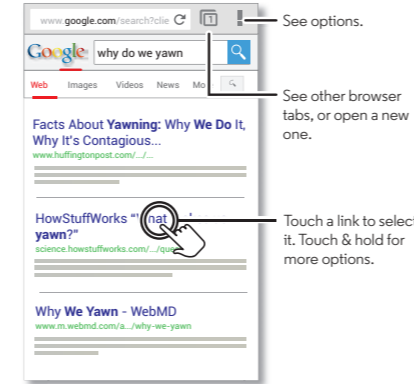 www.google.com/search?clie
1
See options.
Google
why do we yawn
Web Images Videos News Mo
See other browser
tabs, or open a new
one.
Facts About Yawning: Why We Do It,
Why It's Contagious...
www.huffingtonpost.com/.../...
HowStuffWorks "
yawn?"
science.howstuffworks.com/.../que
Touch a link to select
it. Touch & hold for
more options.
Why We Yawn - WebMD
www.m.webmd.com/a.../why-we-yawn